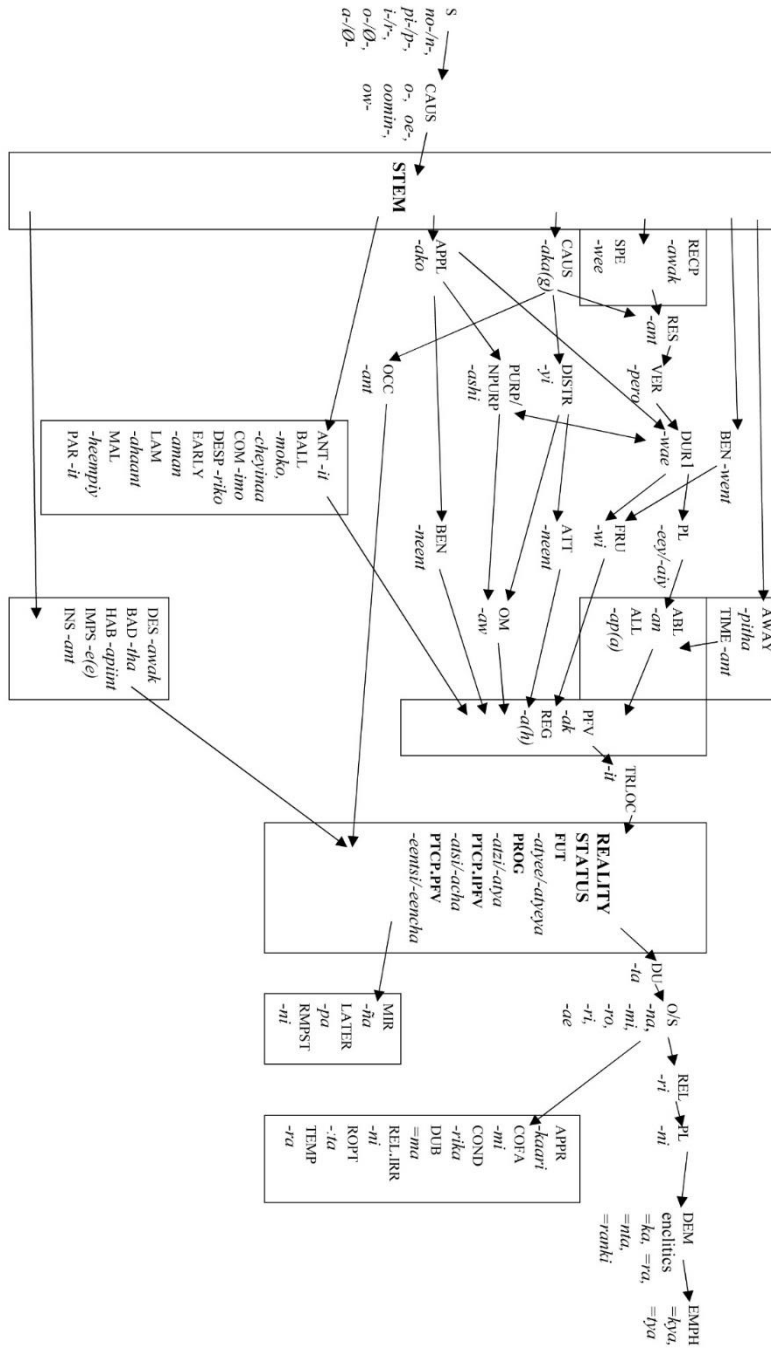 S
no-/n-,
pi-/p-,
i-/r-,
o-/Ø-,
a-/Ø-
CAUS
o-, oe-,
oomin-,
ow-
STEM
RECP
-awak
SPE
-wee
CAUS
-aka(g)
APPL
-ako
RES
-ant
VER
-pero
DISTR
-yi
PURP/
NPURP
-ashi
OCC
-ant
ANT -it
BALL
-moko,
-cheyinaa
COM -imo
DESP -riko
EARLY
-aman
LAM
-ahaant
MAL
-heempiy
PAR -it
BEN -went
DUR1
-wae
PL
-eey/-aiy
FRU
-wi
ATT
-neent
BEN
-neent
OM
-aw
AWAY
-pitha
TIME -ant
ABL
-an
ALL
-ap(a)
DES -awak
BAD -tha
HAB -apiint
IMPS -e(e)
INS -ant
PFV
-ak
REG
-a(h)
TRLOC
-it
REALITY
STATUS
FUT
-atyee/-atyeya
PROG
-atzi/-atya
PTCP.IPFV
-atsi/-acha
PTCP.PFV
-eentsi/-eencha
DU
-ta
MIR
-ña
LATER
-pa
RMPST
-ni
O/S
-na,
-mi,
-ro,
-ri,
-ae
REL
-ri
PL
-ni
APPR
-kaari
COFA
-mi
COND
-rika
DUB
=ma
REL.IRR
-ni
ROPT
-:ta
TEMP
-ra
DEM
enclitics
=ka, =ra,
=nta,
=ranki
EMPH
=kya,
=tya